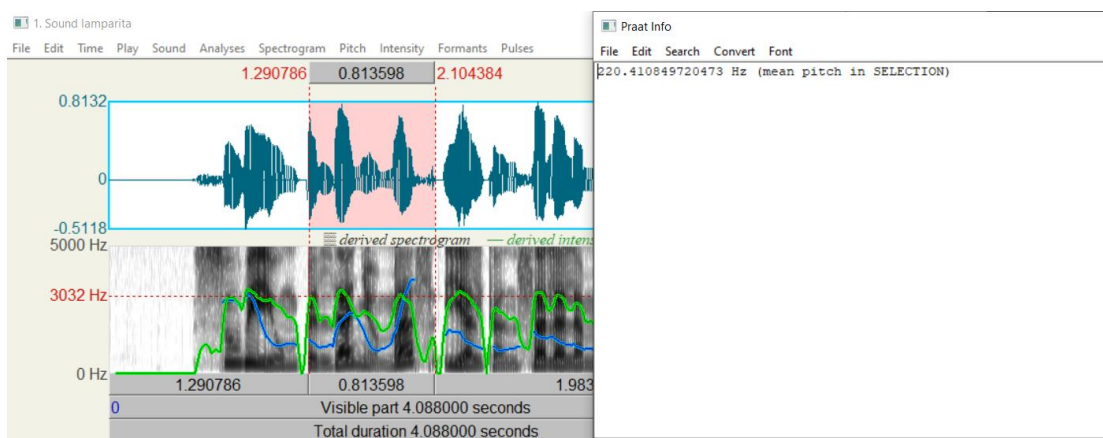 1. Sound lamparita
File Edit Time Play Sound Analyses Spectrogram Pitch Intensity Formants Pulses
1.290786 0.813598 2.104384
0.8132
0
-0.5118
5000 Hz
derived spectrogram derived intens
3032 Hz
0 Hz
1.290786 0.813598 1.983
0 Visible part 4.088000 seconds
Total duration 4.088000 seconds
Praat Info
File Edit Search Convert Font
220.410849720473 Hz (mean pitch in SELECTION)